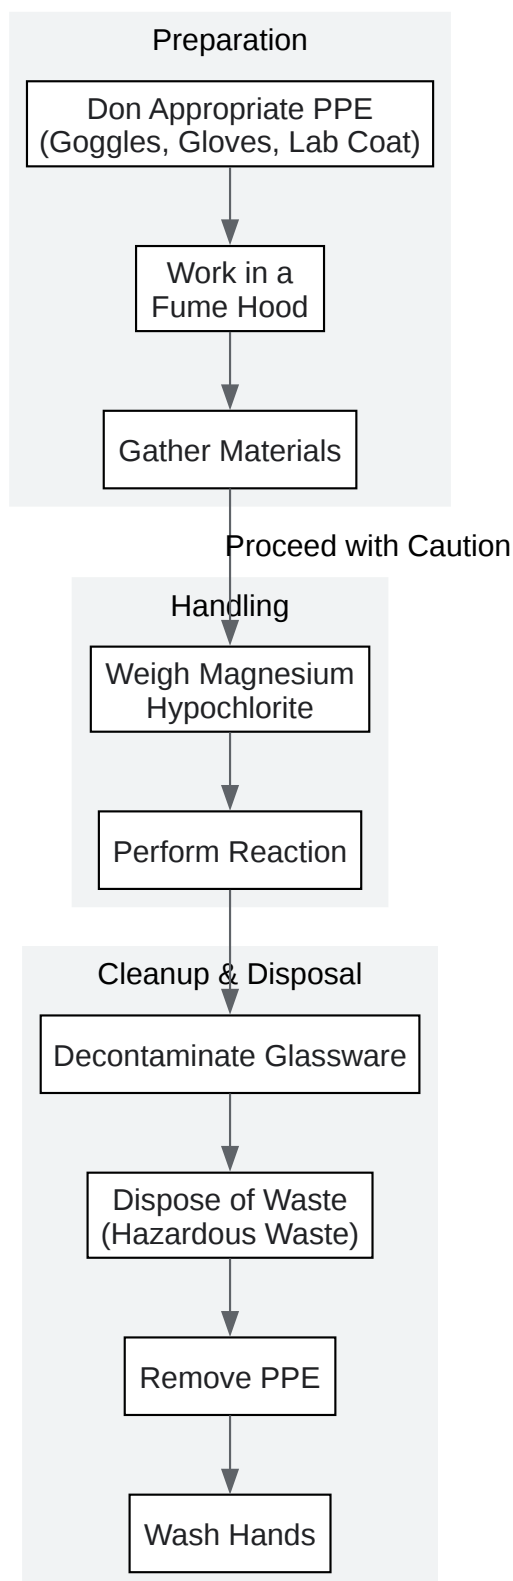 Preparation
Don Appropriate PPE
(Goggles, Gloves, Lab Coat)
Work in a
Fume Hood
Gather Materials
Proceed with Caution
Handling
Weigh Magnesium
Hypochlorite
Perform Reaction
Cleanup & Disposal
Decontaminate Glassware
Dispose of Waste
(Hazardous Waste)
Remove PPE
Wash Hands